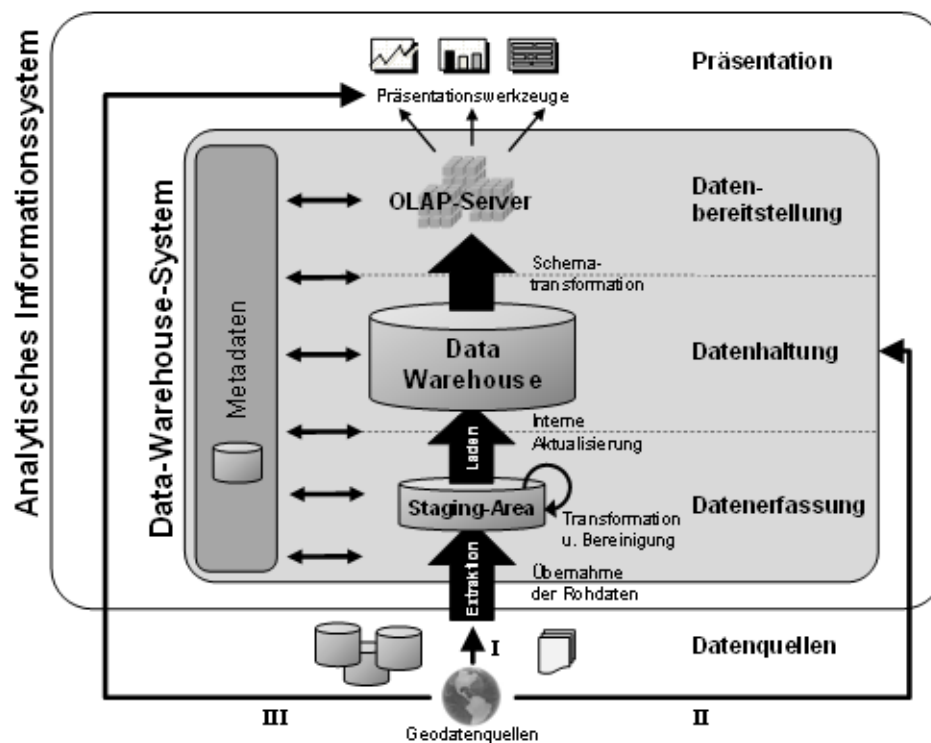 Analytisches Informationssystem
Präsentation
Präsentationswerkzeuge
Data-Warehouse-System
Metadaten
OLAP-Server
Daten-
bereitstellung
Schema-
transformation
Data
Warehouse
Datenhaltung
Interne
Aktualisierung
Laden
Staging-Area
Datenerfassung
Transformation
u. Bereinigung
Extraktion
Übernahme
der Rohdaten
I
Datenquellen
III
II
Geodatenquellen